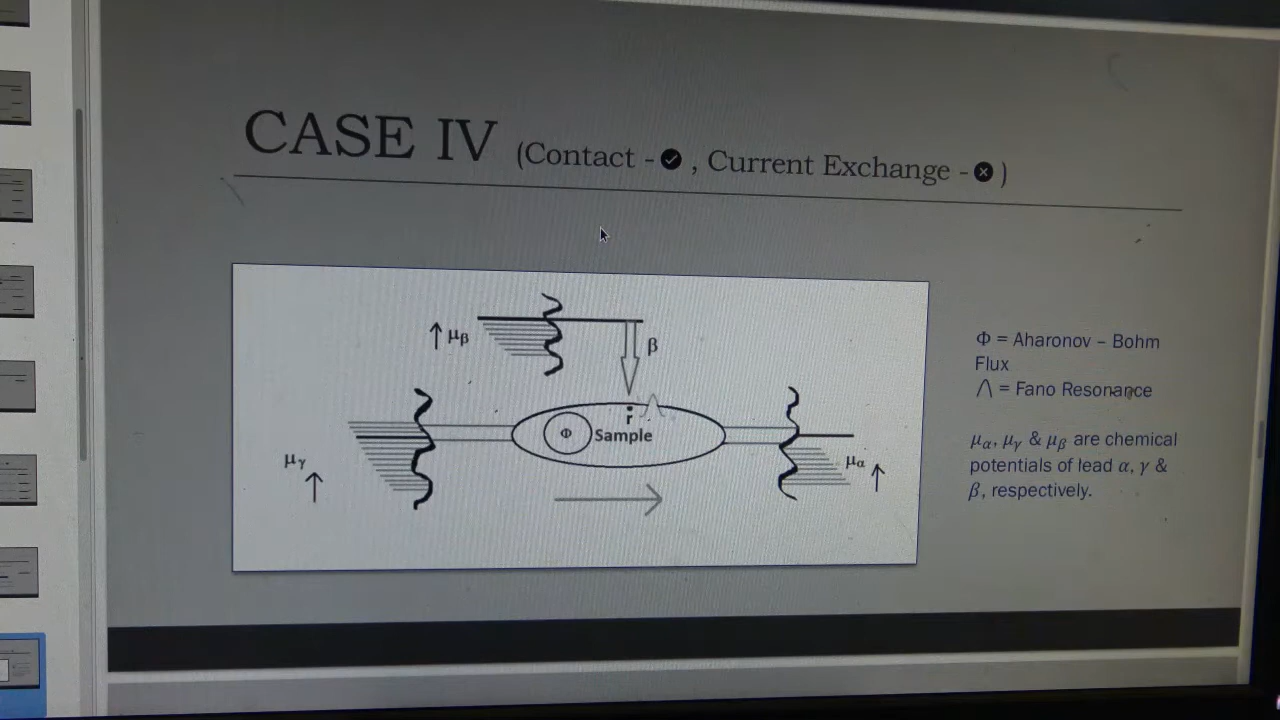 CASE IV (Contact - ✔ , Current Exchange - ✖ )
↑ μβ
β
μγ ↑
Φ
ṙ
Sample
μα ↑
Φ = Aharonov – Bohm
Flux
⋀ = Fano Resonance
μα, μγ & μβ are chemical
potentials of lead α, γ &
β, respectively.